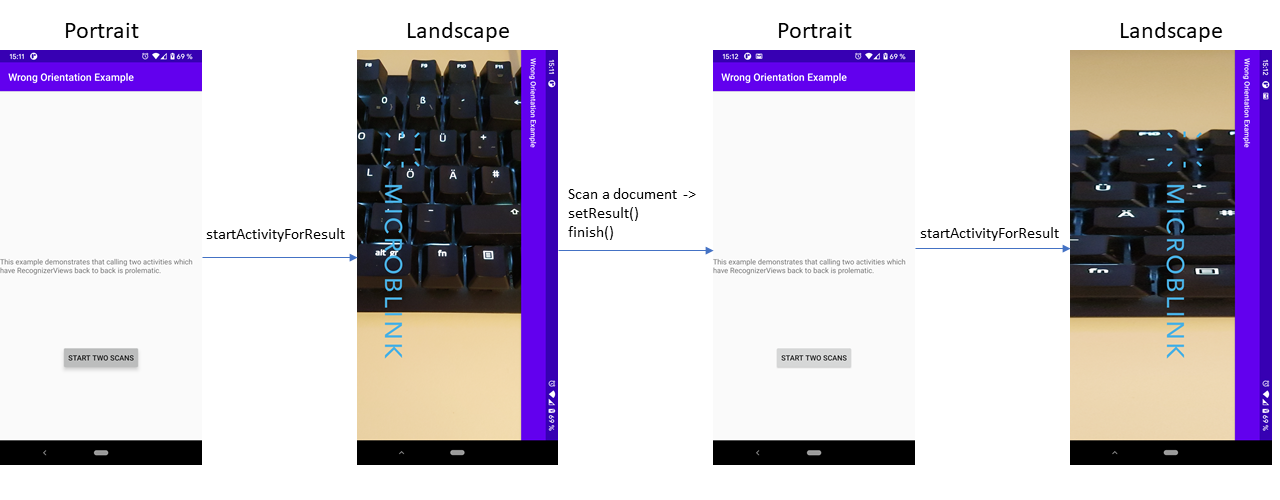 Portrait
15:11 69 %
Wrong Orientation Example
This example demonstrates that calling two activities which
have RecognizerViews back to back is prolematic.
START TWO SCANS
startActivityForResult
Landscape
15:11
Wrong Orientation Example
69 %
F8 F9 F10 F11
0 ß
O P Ü +
L Ö Ä #
alt gr fn
MICROBLINK
Scan a document ->
setResult()
finish()
Portrait
15:12 69 %
Wrong Orientation Example
This example demonstrates that calling two activities which
have RecognizerViews back to back is prolematic.
START TWO SCANS
startActivityForResult
Landscape
15:12
Wrong Orientation Example
69 %
F10
Ü +
Ä
fn
MICROBLINK